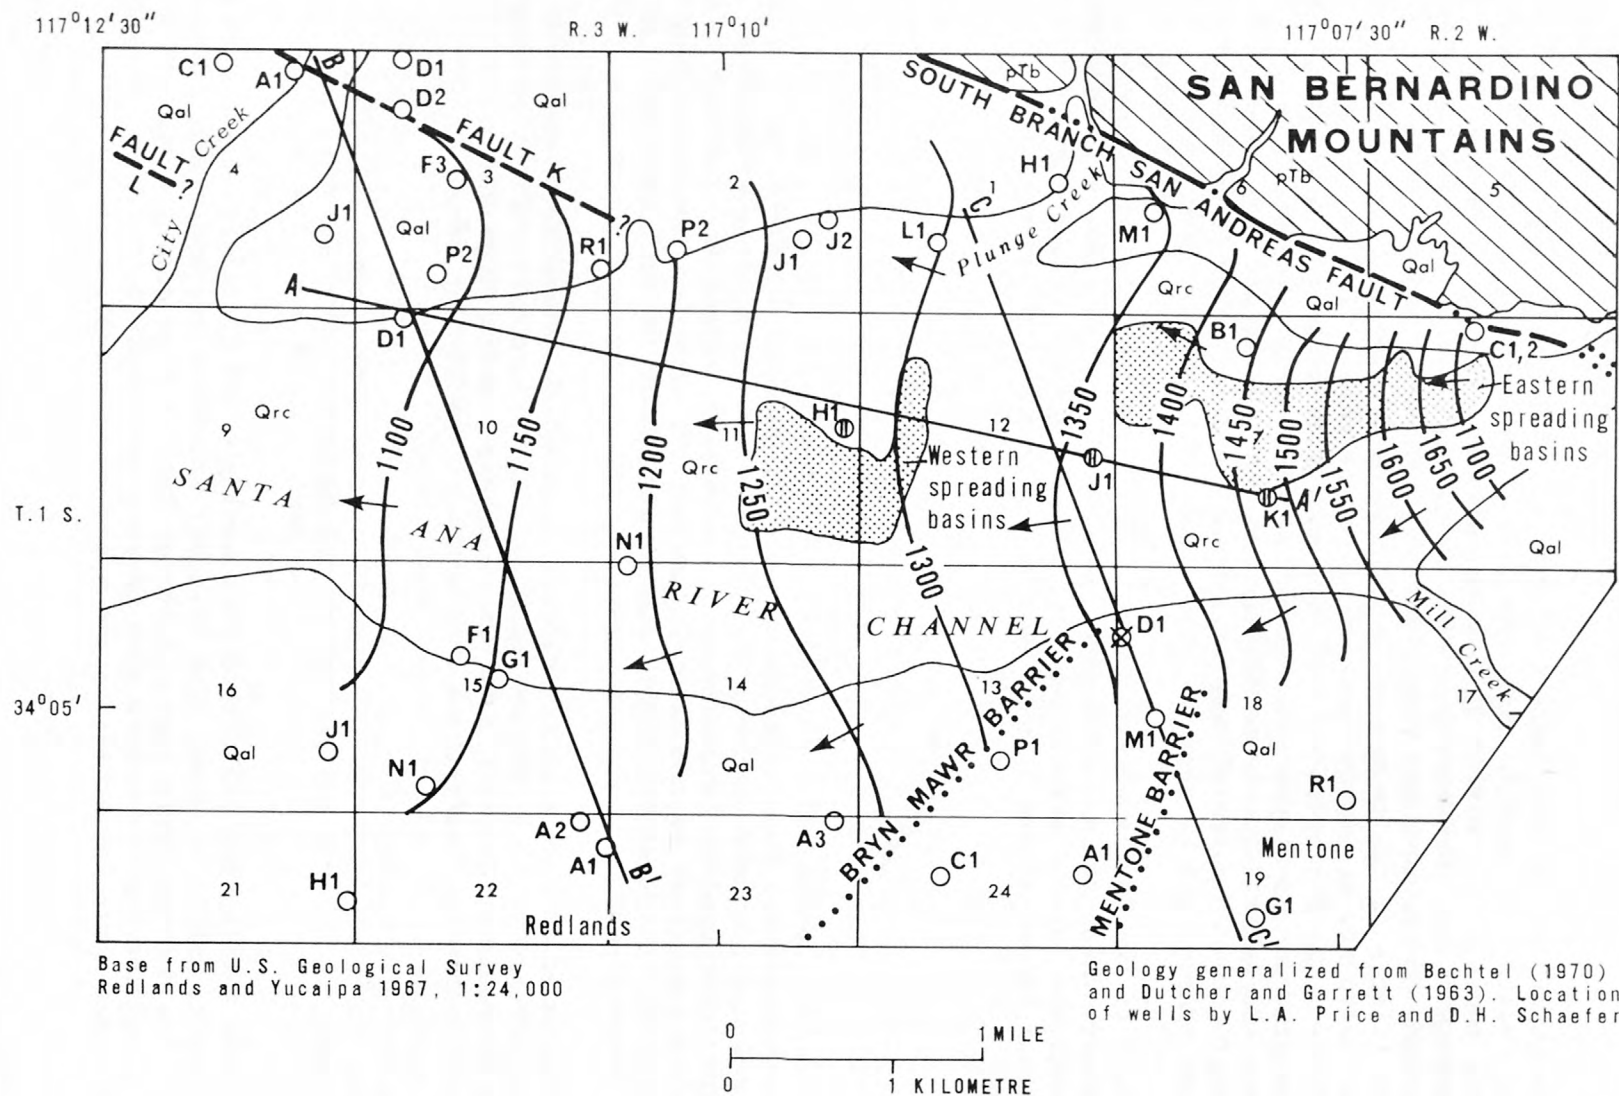 117°12'30"
R.3 W.
117°10'
117°07'30" R.2 W.
C1
A1
B
D1
D2
Qal
Qal
City Creek
FAULT L ?
FAULT K ?
4
F3
3
2
1
SOUTH BRANCH SAN ANDREAS FAULT
pTb
SAN BERNARDINO
MOUNTAINS
pTb
6
5
H1
Plunge Creek
C
M1
J1
Qal
P2
R1
P2
J1
J2
L1
Qal
Qrc
Qal
A
D1
B1
C1,2
Eastern
spreading
basins
9
Qrc
10
11
12
7
H1
Qrc
1100
1150
1200
1250
1300
1350
1400
1450
1500
1550
1600
1650
1700
Western
spreading
basins
J1
K1
A'
T.1 S.
SANTA
ANA
RIVER
CHANNEL
N1
Qrc
Qal
Mill Creek
F1
G1
D1
16
15
14
13
18
17
34°05'
J1
Qal
Qal
Qal
N1
P1
M1
R1
BRYN MAWR BARRIER
MENTONE BARRIER
A2
A1
B'
A3
C1
A1
Mentone
21
H1
22
23
24
19
G1
C'
Redlands
Base from U.S. Geological Survey
Redlands and Yucaipa 1967, 1:24,000
Geology generalized from Bechtel (1970)
and Dutcher and Garrett (1963). Location
of wells by L.A. Price and D.H. Schaefer
0 1 MILE
0 1 KILOMETRE